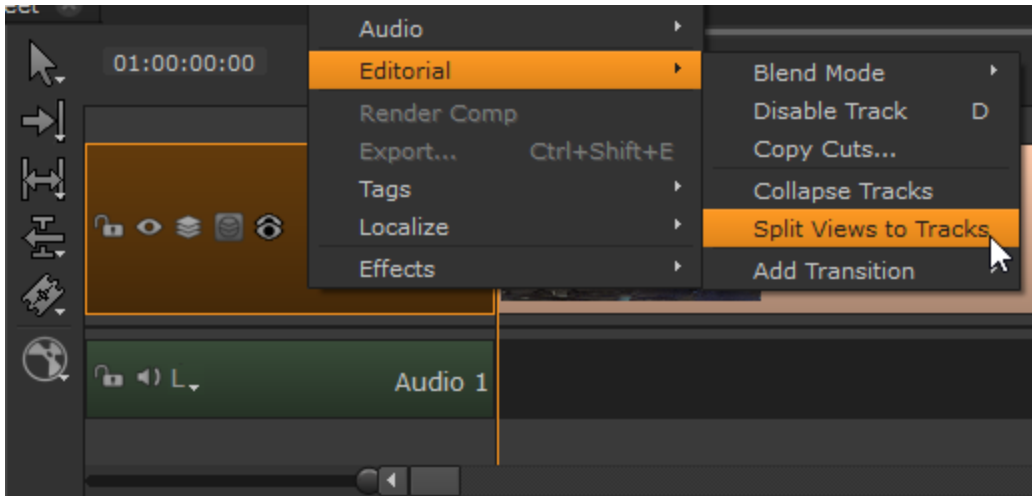 Audio
01:00:00:00
Editorial
Blend Mode
Render Comp
Disable Track D
Export... Ctrl+Shift+E
Copy Cuts...
Tags
Collapse Tracks
Localize
Split Views to Tracks
Effects
Add Transition
L
Audio 1